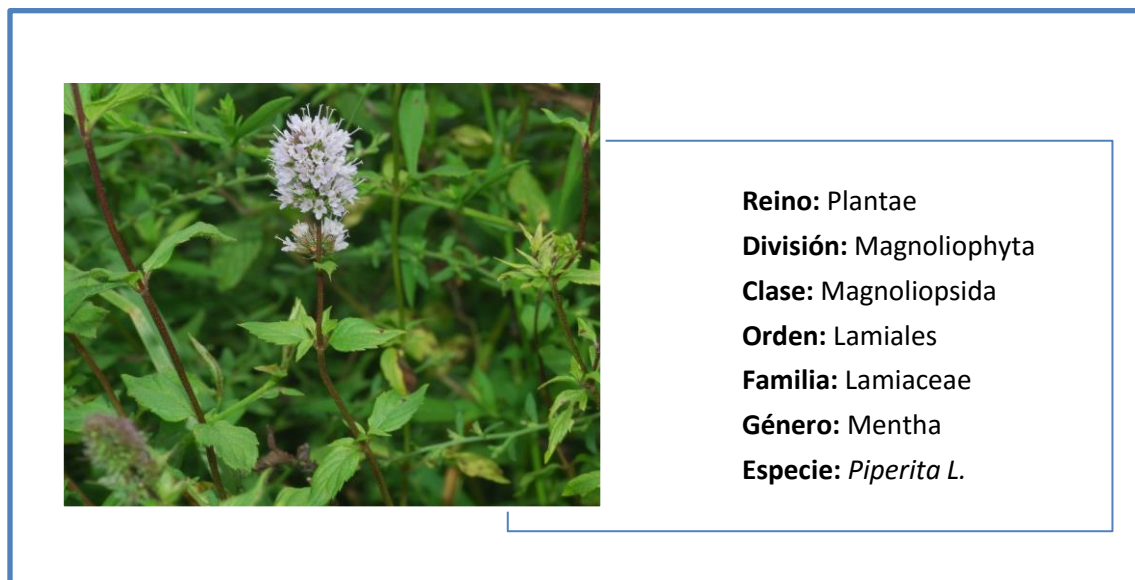 Reino: Plantae
División: Magnoliophyta
Clase: Magnoliopsida
Orden: Lamiales
Familia: Lamiaceae
Género: Mentha
Especie: Piperita L.